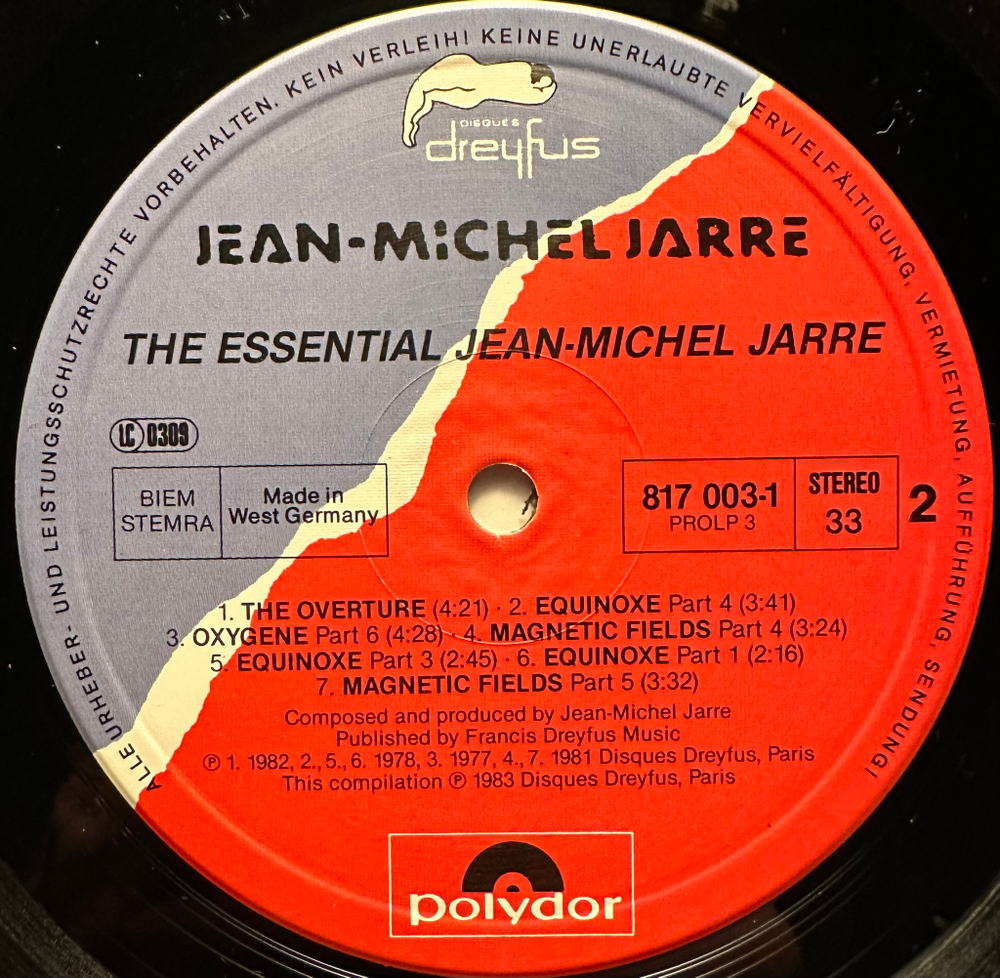 ALLE URHEBER- UND LEISTUNGSSCHUTZRECHTE VORBEHALTEN. KEIN VERLEIH! KEINE UNERLAUBTE VERVIELFÄLTIGUNG, VERMIETUNG, AUFFÜHRUNG, SENDUNG!
DISQUES
dreyfus
JEAN-MICHEL JARRE
THE ESSENTIAL JEAN-MICHEL JARRE
LC 0309
BIEM
STEMRA
Made in
West Germany
817 003-1
PROLP 3
STEREO
33
2
1. THE OVERTURE (4:21) · 2. EQUINOXE Part 4 (3:41)
3. OXYGENE Part 6 (4:28) · 4. MAGNETIC FIELDS Part 4 (3:24)
5. EQUINOXE Part 3 (2:45) · 6. EQUINOXE Part 1 (2:16)
7. MAGNETIC FIELDS Part 5 (3:32)
Composed and produced by Jean-Michel Jarre
Published by Francis Dreyfus Music
℗ 1. 1982, 2., 5., 6. 1978, 3. 1977, 4., 7. 1981 Disques Dreyfus, Paris
This compilation ℗ 1983 Disques Dreyfus, Paris
polydor